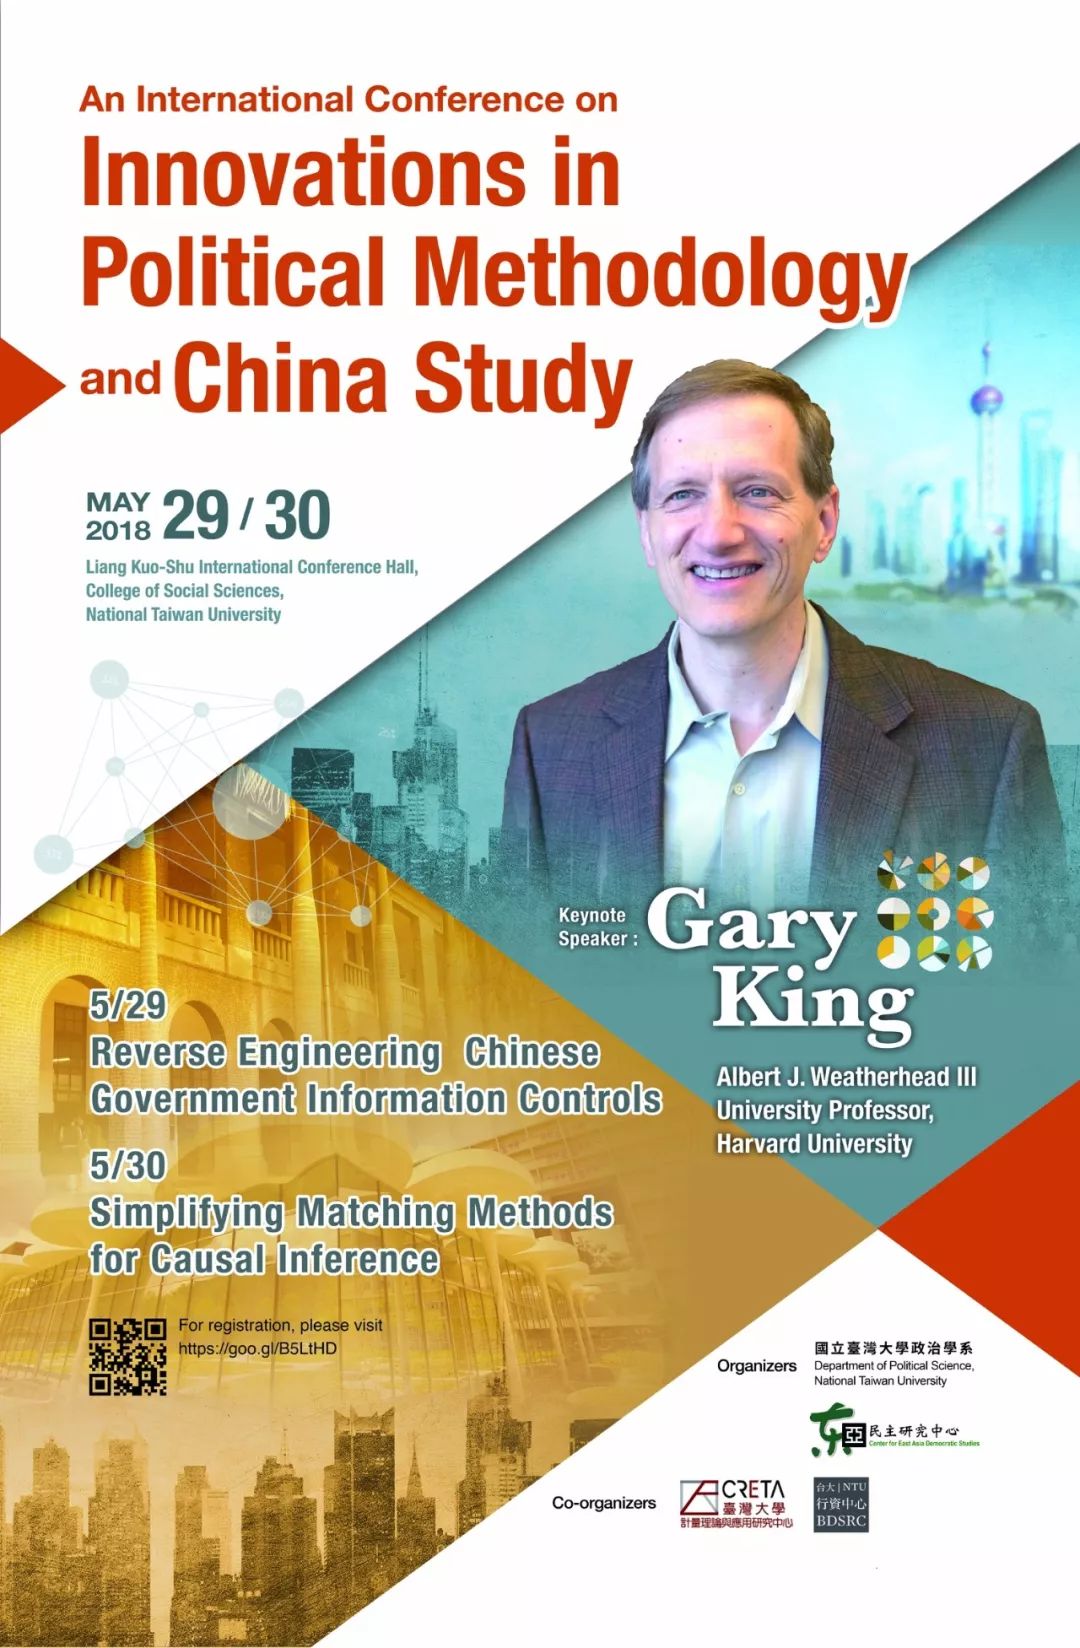 An International Conference on
Innovations in
Political Methodology
and China Study
MAY
2018 29 / 30
Liang Kuo-Shu International Conference Hall,
College of Social Sciences,
National Taiwan University
Keynote
Speaker :
Gary
King
Albert J. Weatherhead III
University Professor,
Harvard University
5/29
Reverse Engineering Chinese
Government Information Controls
5/30
Simplifying Matching Methods
for Causal Inference
For registration, please visit
https://goo.gl/B5LtHD
Organizers
國立臺灣大學政治學系
Department of Political Science,
National Taiwan University
東亞民主研究中心
Center for East Asia Democratic Studies
Co-organizers
CRETA
臺灣大學
計量理論與應用研究中心
台大 | NTU
行資中心
BDSRC